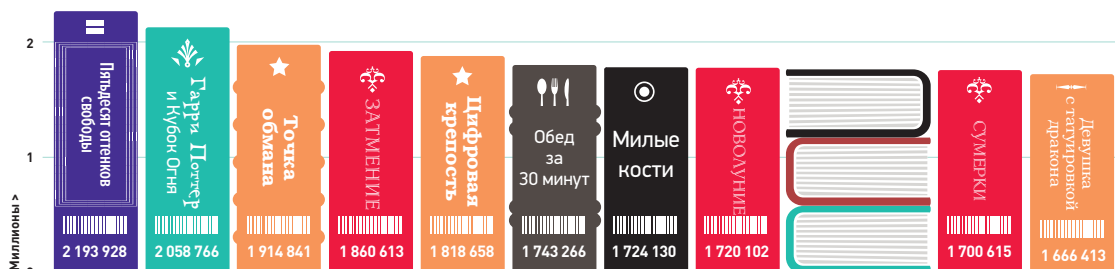 2
1
Миллионы >
Пятьдесят оттенков
свободы
2 193 928
Гарри Поттер
и Кубок Огня
2 058 766
Точка
обмана
1 914 841
ЗАТМЕНИЕ
1 860 613
Цифровая
крепость
1 818 658
Обед
за
30 минут
1 743 266
Милые
кости
1 724 130
НОВОЛУНИЕ
1 720 102
СУМЕРКИ
1 700 615
Девушка
с татуировкой
дракона
1 666 413